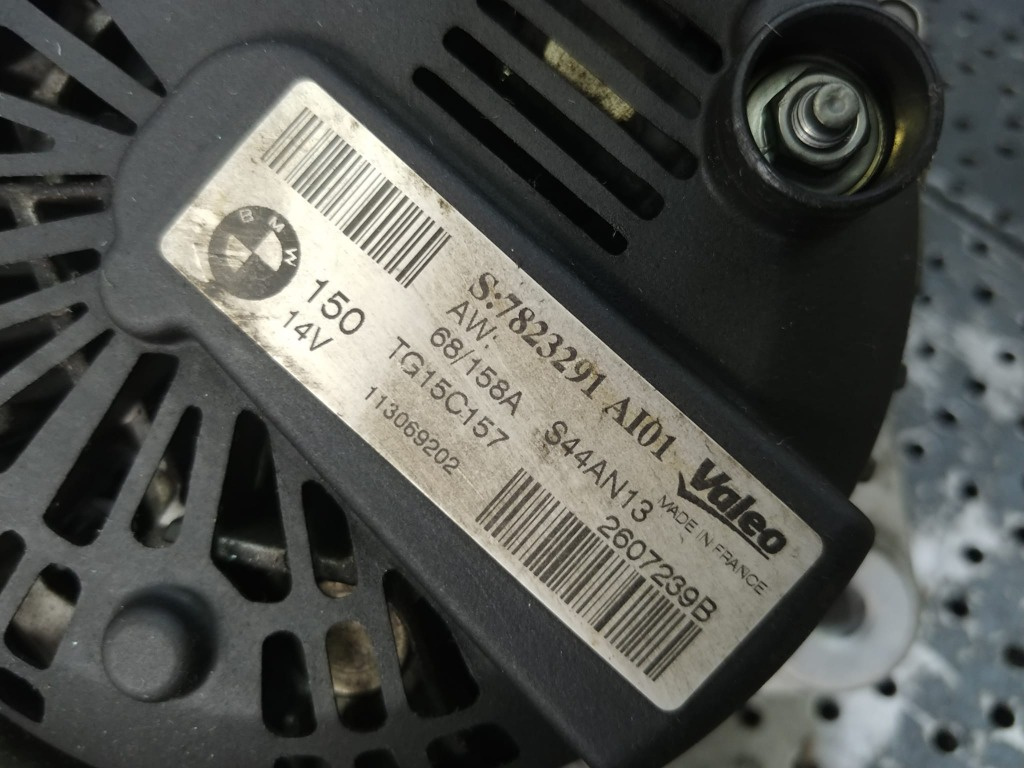 BMW
150
14V
S:7823291 AI01
AW:
68/158A S44AN13
TG15C157
113069202
Valeo
MADE IN FRANCE
2607239B